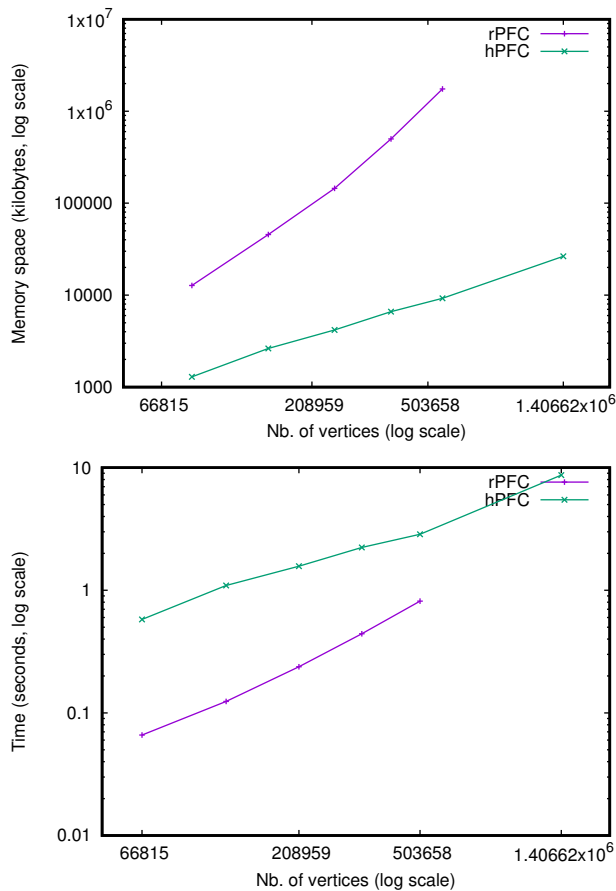 1x10^7
1x10^6
100000
10000
1000
Memory space (kilobytes, log scale)
rPFC
hPFC
66815 208959 503658 1.40662x10^6
Nb. of vertices (log scale)
10
1
0.1
0.01
Time (seconds, log scale)
rPFC
hPFC
66815 208959 503658 1.40662x10^6
Nb. of vertices (log scale)